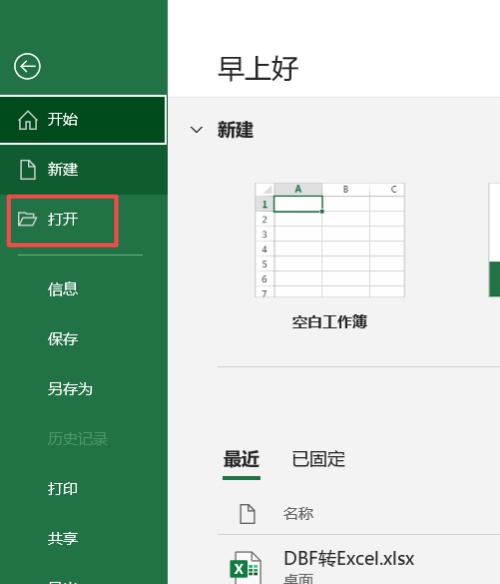 早上好
开始
新建
打开
信息
保存
另存为
历史记录
打印
共享
新建
A B C
1
2
3
4
5
6
7
空白工作簿
最近 已固定
名称
DBF转Excel.xlsx
桌面